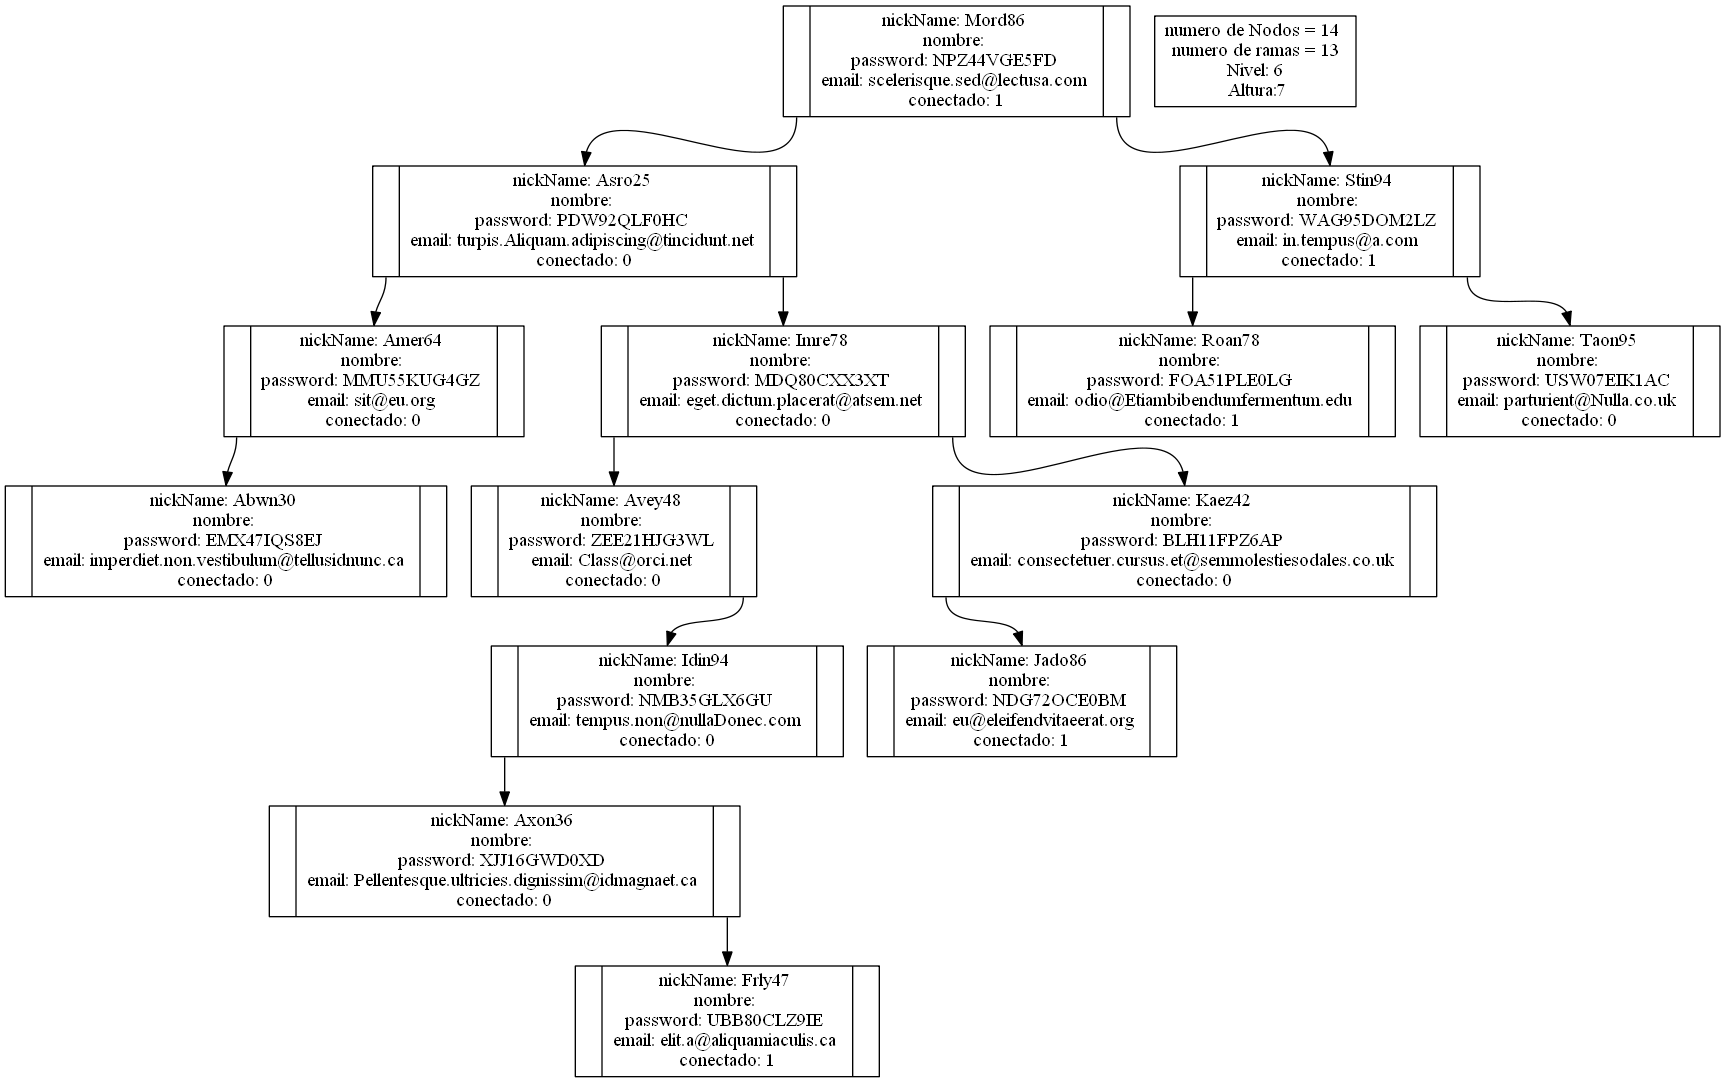 nickName: Mord86
nombre:
password: NPZ44VGE5FD
email: scelerisque.sed@lectusa.com
conectado: 1
numero de Nodos = 14
numero de ramas = 13
Nivel: 6
Altura:7
nickName: Asro25
nombre:
password: PDW92QLF0HC
email: turpis.Aliquam.adipiscing@tincidunt.net
conectado: 0
nickName: Stin94
nombre:
password: WAG95DOM2LZ
email: in.tempus@a.com
conectado: 1
nickName: Amer64
nombre:
password: MMU55KUG4GZ
email: sit@eu.org
conectado: 0
nickName: Imre78
nombre:
password: MDQ80CXX3XT
email: eget.dictum.placerat@atsem.net
conectado: 0
nickName: Roan78
nombre:
password: FOA51PLE0LG
email: odio@Etiambibendumfermentum.edu
conectado: 1
nickName: Taon95
nombre:
password: USW07EIK1AC
email: parturient@Nulla.co.uk
conectado: 0
nickName: Abwn30
nombre:
password: EMX47IQS8EJ
email: imperdiet.non.vestibulum@tellusidnunc.ca
conectado: 0
nickName: Avey48
nombre:
password: ZEE21HJG3WL
email: Class@orci.net
conectado: 0
nickName: Kaez42
nombre:
password: BLH11FPZ6AP
email: consectetuer.cursus.et@semmolestiesodales.co.uk
conectado: 0
nickName: Idin94
nombre:
password: NMB35GLX6GU
email: tempus.non@nullaDonec.com
conectado: 0
nickName: Jado86
nombre:
password: NDG72OCE0BM
email: eu@eleifendvitaeerat.org
conectado: 1
nickName: Axon36
nombre:
password: XJJ16GWD0XD
email: Pellentesque.ultricies.dignissim@idmagnaet.ca
conectado: 0
nickName: Frly47
nombre:
password: UBB80CLZ9IE
email: elit.a@aliquamiaculis.ca
conectado: 1